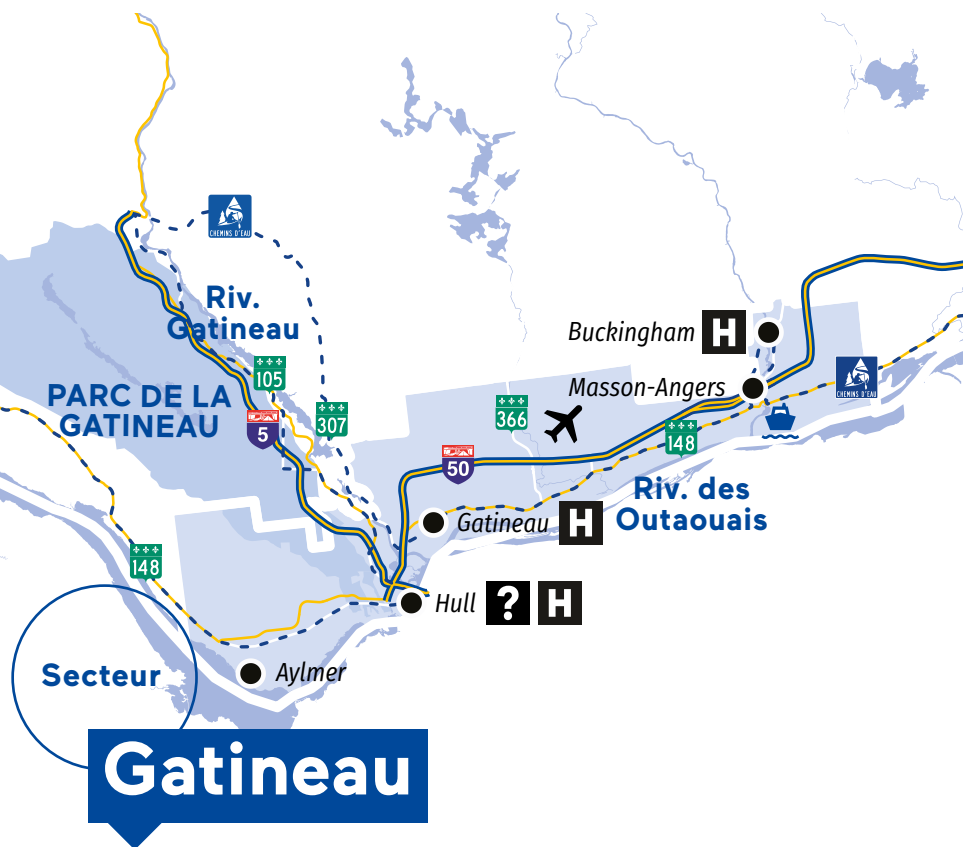 CHEMINS D'EAU
Riv.
Gatineau
Buckingham H
Masson-Angers
CHEMINS D'EAU
105
PARC DE LA
GATINEAU
5
307
366
148
50
Riv. des
Outaouais
Gatineau H
148
Hull ? H
Secteur
Aylmer
Gatineau